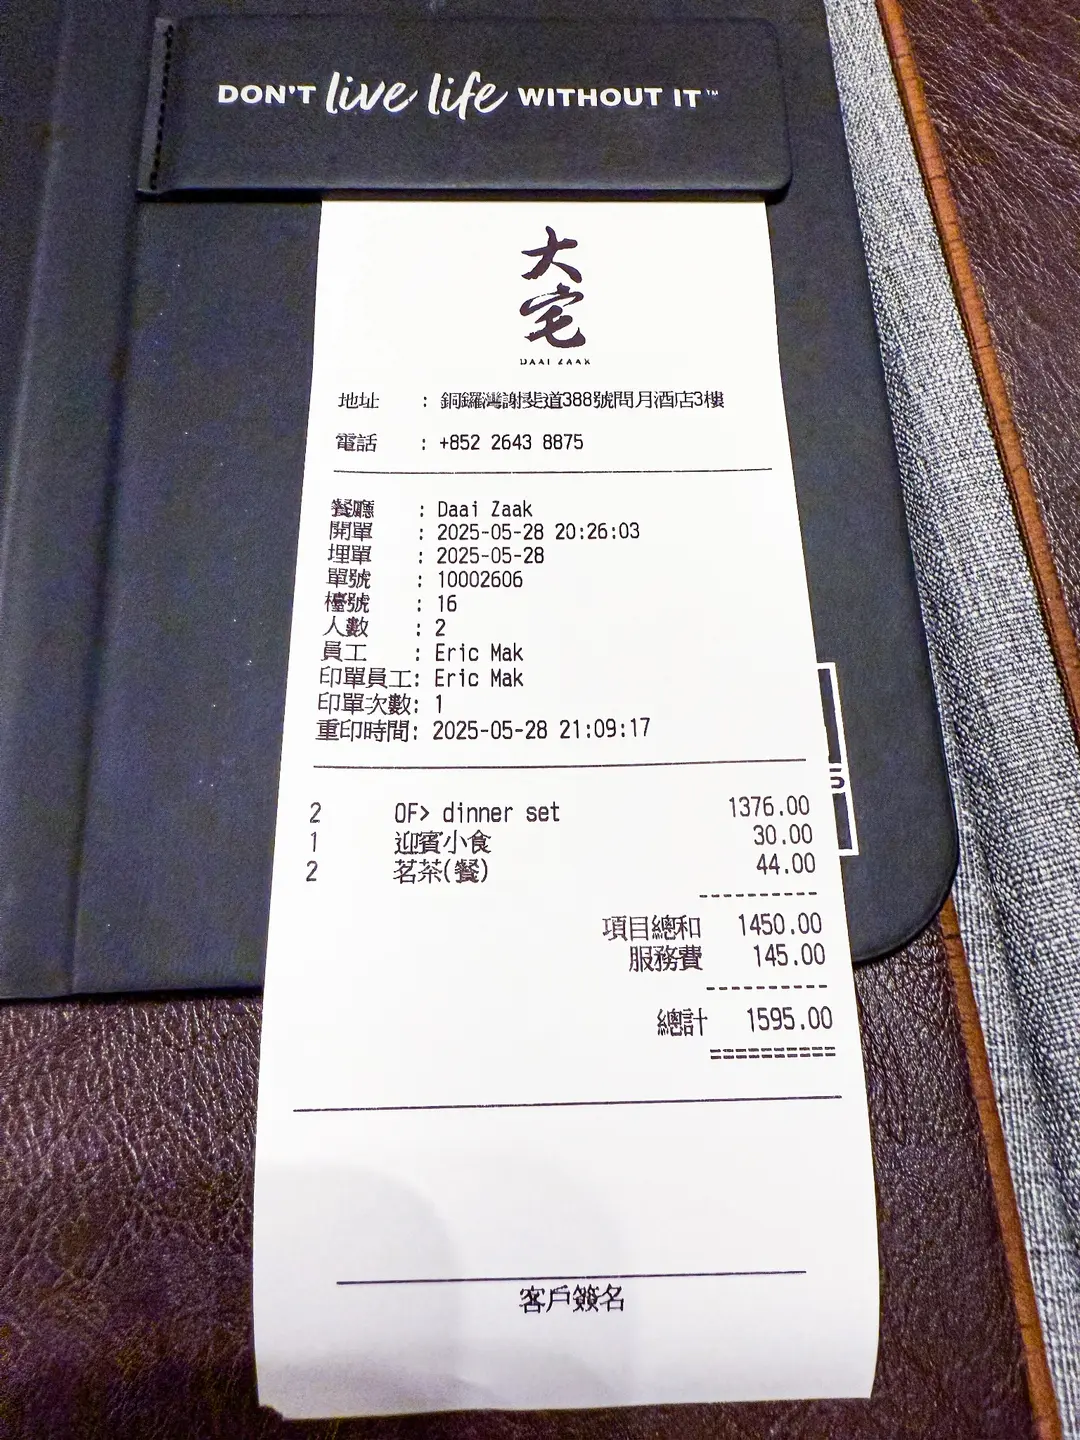 DON'T live life WITHOUT IT™
大
宅
DAAI ZAAK
地址 : 銅鑼灣謝斐道388號問月酒店3樓
電話 : +852 2643 8875
餐廳 : Daai Zaak
開單 : 2025-05-28 20:26:03
埋單 : 2025-05-28
單號 : 10002606
檯號 : 16
人數 : 2
員工 : Eric Mak
印單員工: Eric Mak
印單次數: 1
重印時間: 2025-05-28 21:09:17
2 OF> dinner set 1376.00
1 迎賓小食 30.00
2 茗茶(餐) 44.00
----------
項目總和 1450.00
服務費 145.00
----------
總計 1595.00
==========
客戶簽名